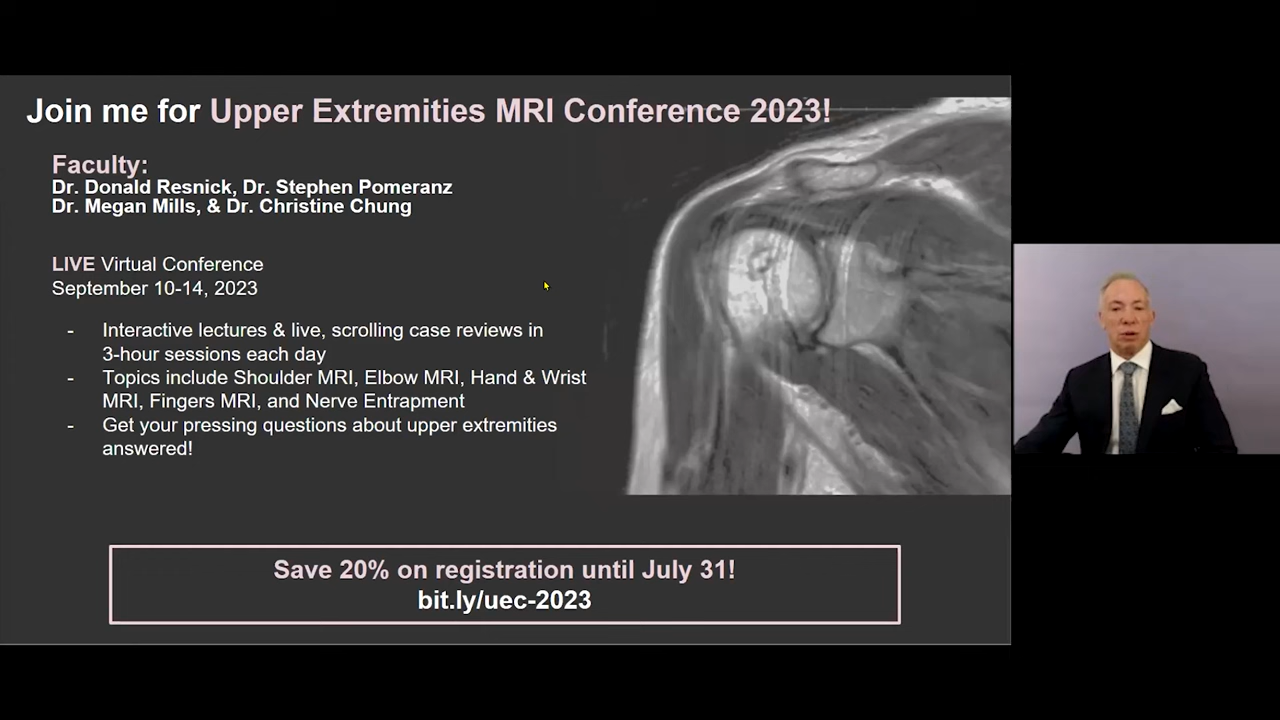 Join me for Upper Extremities MRI Conference 2023!
Faculty:
Dr. Donald Resnick, Dr. Stephen Pomeranz
Dr. Megan Mills, & Dr. Christine Chung
LIVE Virtual Conference
September 10-14, 2023
- Interactive lectures & live, scrolling case reviews in
3-hour sessions each day
- Topics include Shoulder MRI, Elbow MRI, Hand & Wrist
MRI, Fingers MRI, and Nerve Entrapment
- Get your pressing questions about upper extremities
answered!
Save 20% on registration until July 31!
bit.ly/uec-2023